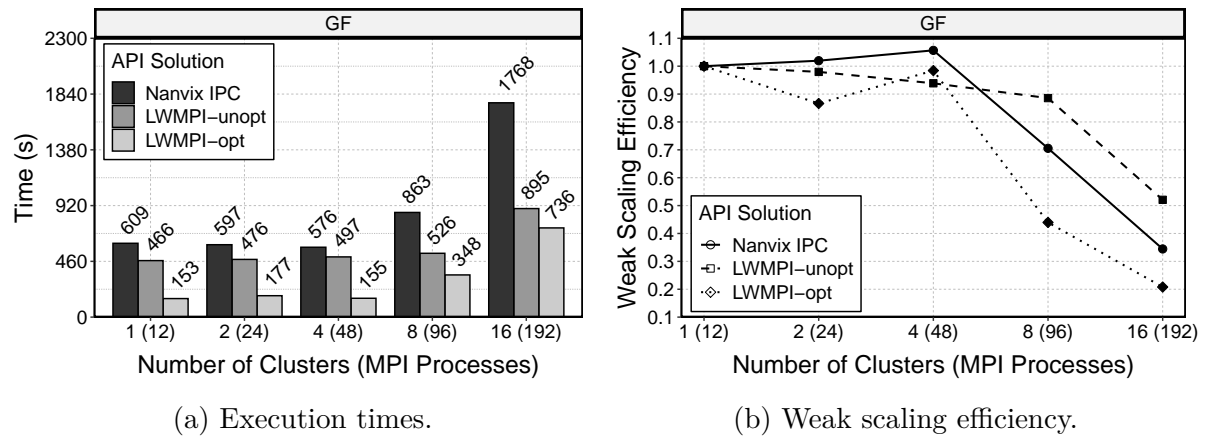 GF
2300
1840
1380
920
460
0
Time (s)
API Solution
Nanvix IPC
LWMPI-unopt
LWMPI-opt
609
466
153
597
476
177
576
497
155
863
526
348
1768
895
736
1 (12)
2 (24)
4 (48)
8 (96)
16 (192)
Number of Clusters (MPI Processes)
(a) Execution times.
GF
1.1
1.0
0.9
0.8
0.7
0.6
0.5
0.4
0.3
0.2
0.1
Weak Scaling Efficiency
API Solution
Nanvix IPC
LWMPI-unopt
LWMPI-opt
1 (12)
2 (24)
4 (48)
8 (96)
16 (192)
Number of Clusters (MPI Processes)
(b) Weak scaling efficiency.